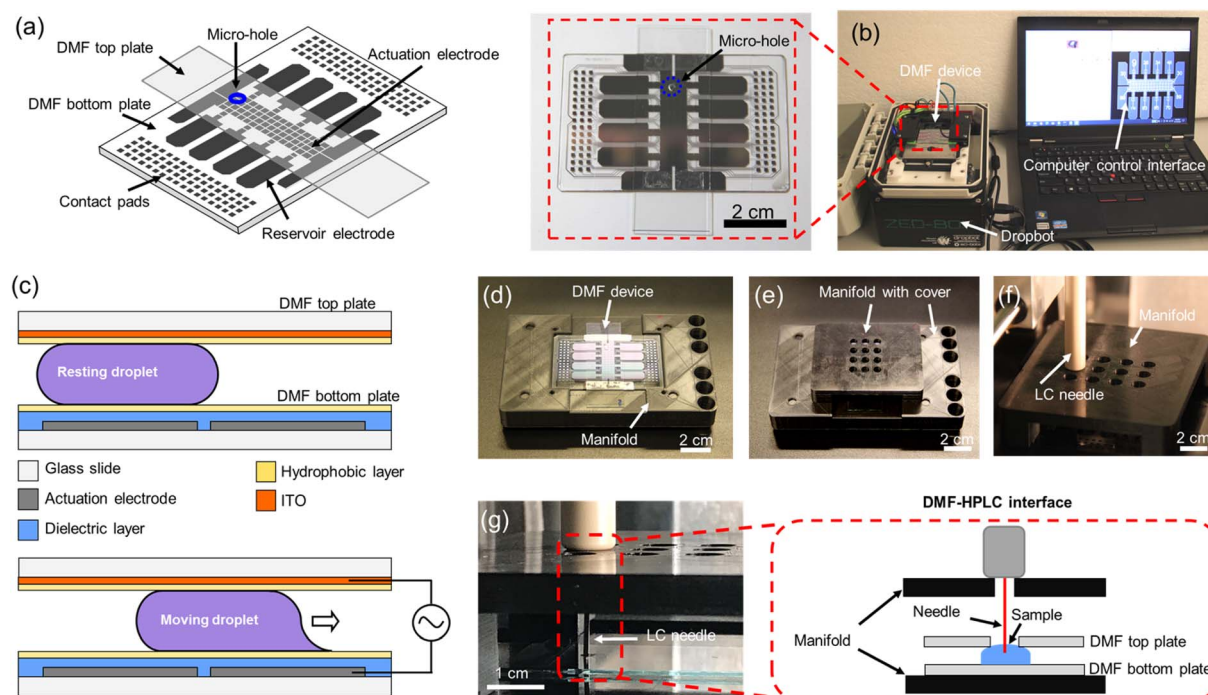 (a)
DMF top plate
Micro-hole
Actuation electrode
DMF bottom plate
Contact pads
Reservoir electrode
Micro-hole
2 cm
(b)
DMF device
Computer control interface
ZED-BO
Dropbot
(c)
DMF top plate
Resting droplet
DMF bottom plate
Glass slide
Actuation electrode
Dielectric layer
Hydrophobic layer
ITO
Moving droplet
(d)
DMF device
Manifold
2 cm
(e)
Manifold with cover
2 cm
(f)
Manifold
LC needle
2 cm
(g)
LC needle
1 cm
DMF-HPLC interface
Needle
Sample
Manifold
DMF top plate
DMF bottom plate